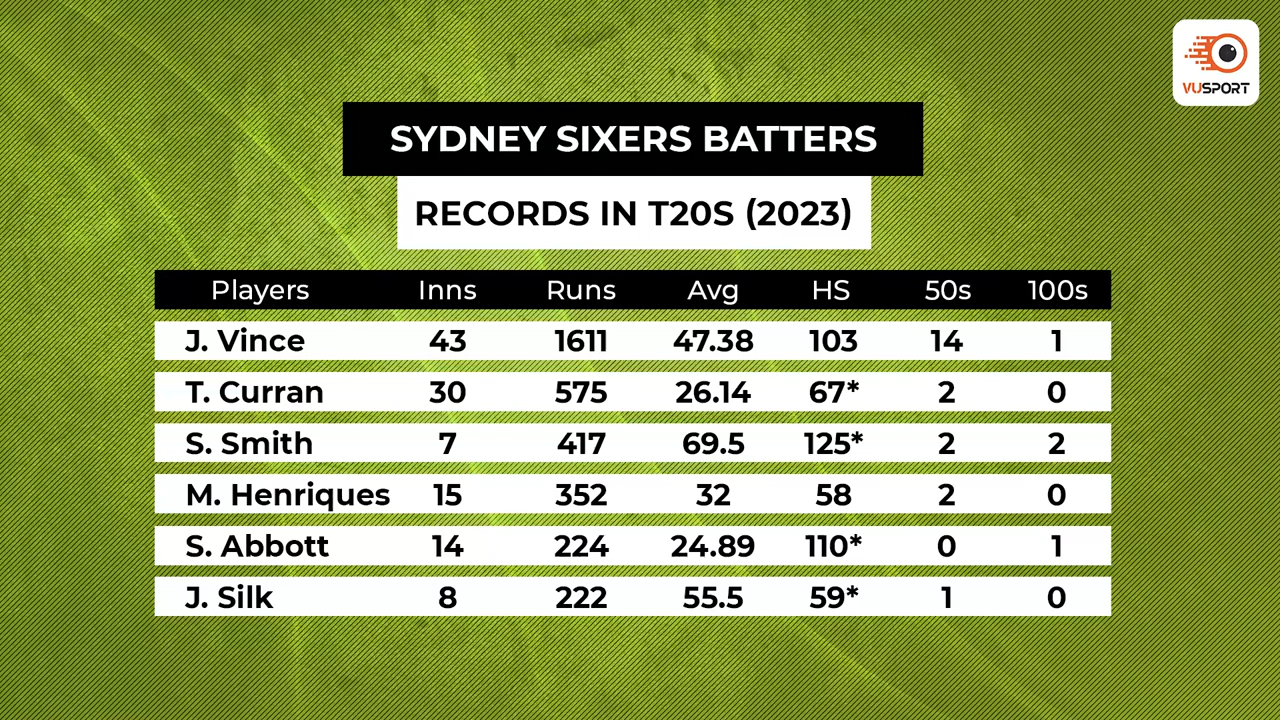 VUSPORT
SYDNEY SIXERS BATTERS
RECORDS IN T20S (2023)
Players Inns Runs Avg HS 50s 100s
J. Vince 43 1611 47.38 103 14 1
T. Curran 30 575 26.14 67* 2 0
S. Smith 7 417 69.5 125* 2 2
M. Henriques 15 352 32 58 2 0
S. Abbott 14 224 24.89 110* 0 1
J. Silk 8 222 55.5 59* 1 0